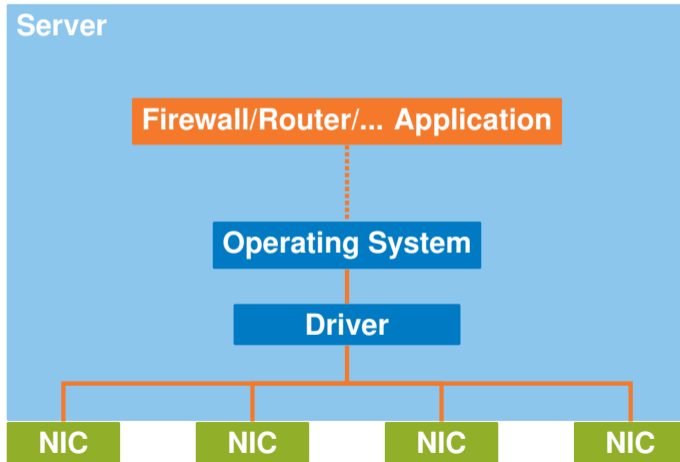 Server
Firewall/Router/... Application
Operating System
Driver
NIC
NIC
NIC
NIC